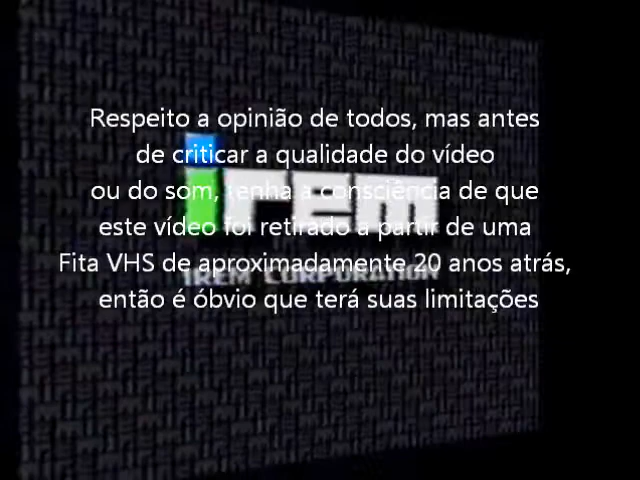 Respeito a opinião de todos, mas antes
de criticar a qualidade do vídeo
ou do som, tenha a consciência de que
este vídeo foi retirado a partir de uma
Fita VHS de aproximadamente 20 anos atrás,
então é óbvio que terá suas limitações
irem
IREM CORPORATION